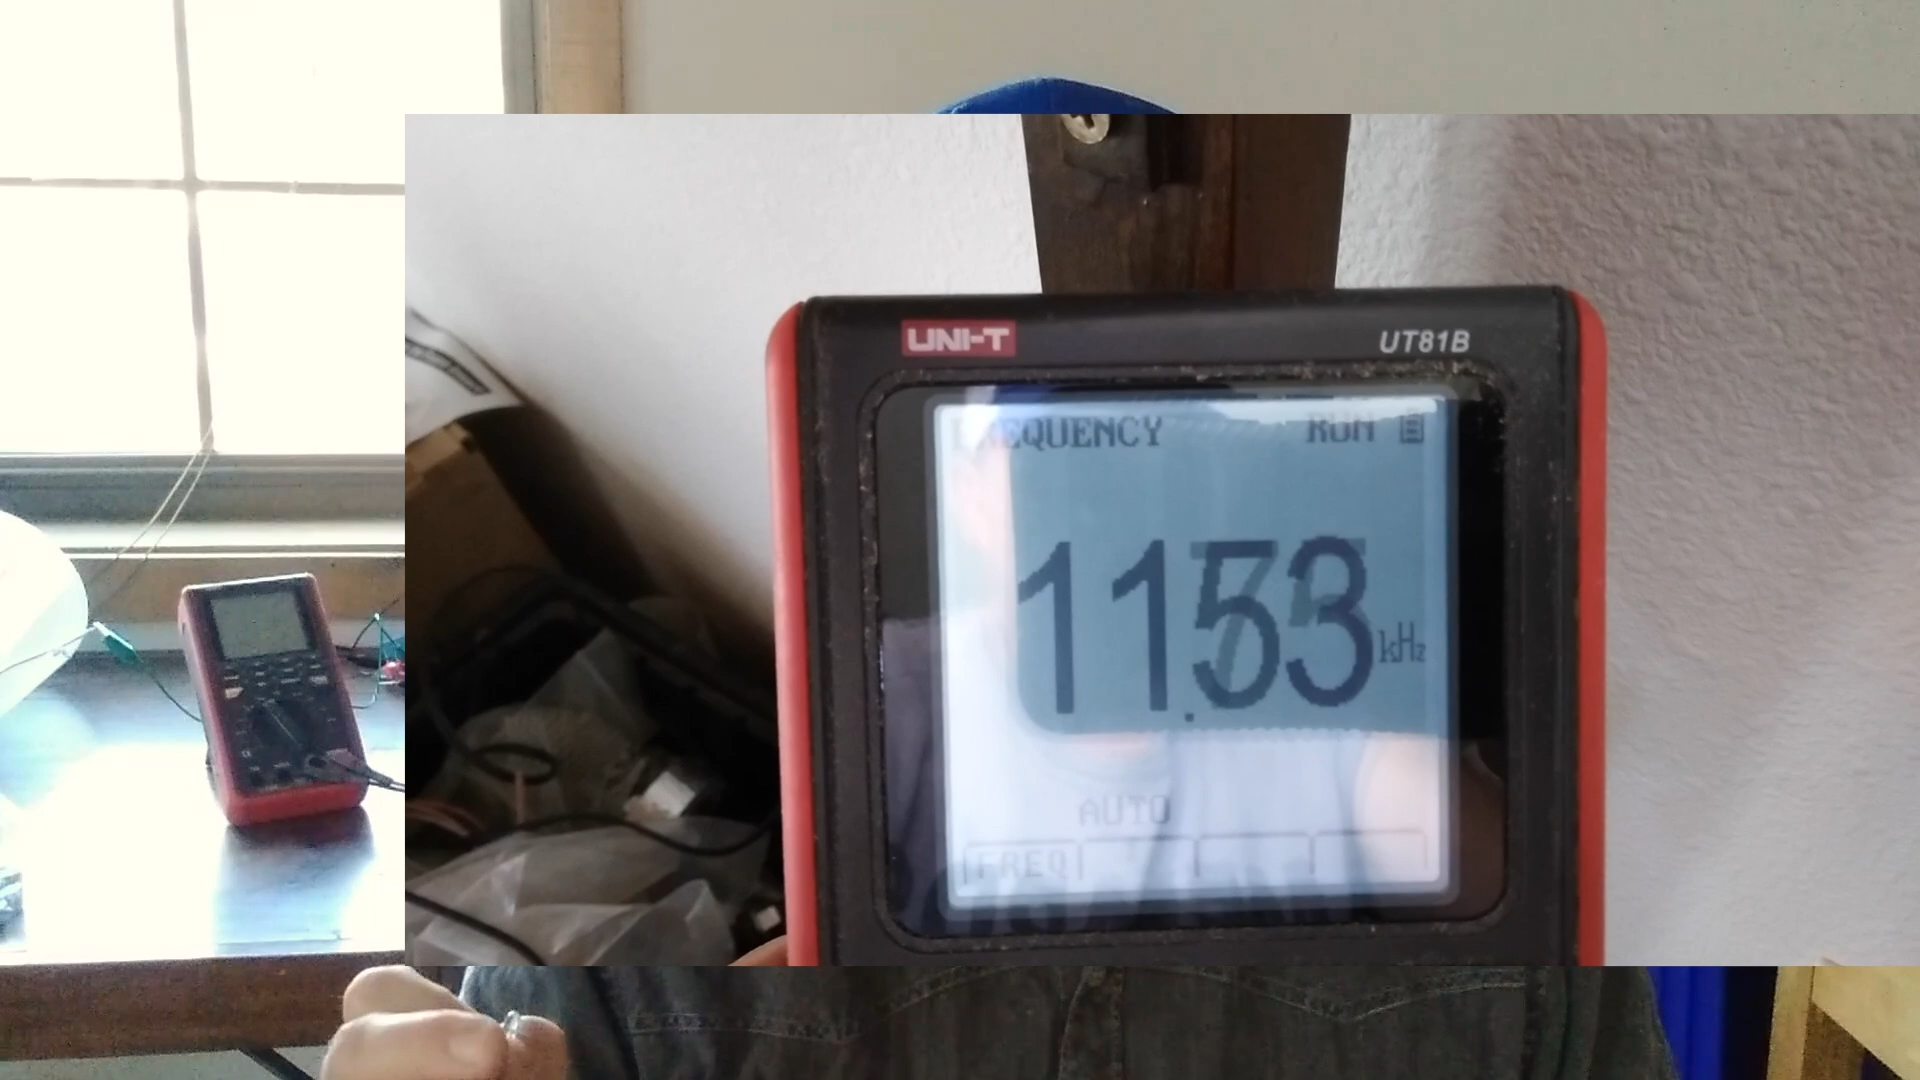 UNI-T UT81B
FREQUENCY RUN
11.53 kHz
AUTO
FREQ